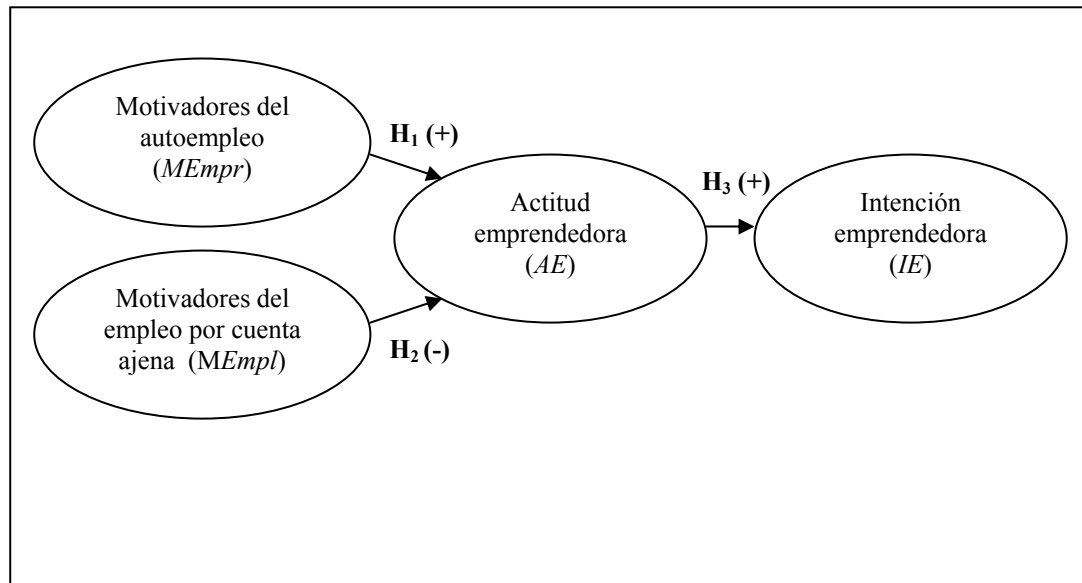 Motivadores del
autoempleo
(MEmpr)
H1 (+)
Actitud
emprendedora
(AE)
H3 (+)
Intención
emprendedora
(IE)
Motivadores del
empleo por cuenta
ajena (MEmpl)
H2 (-)